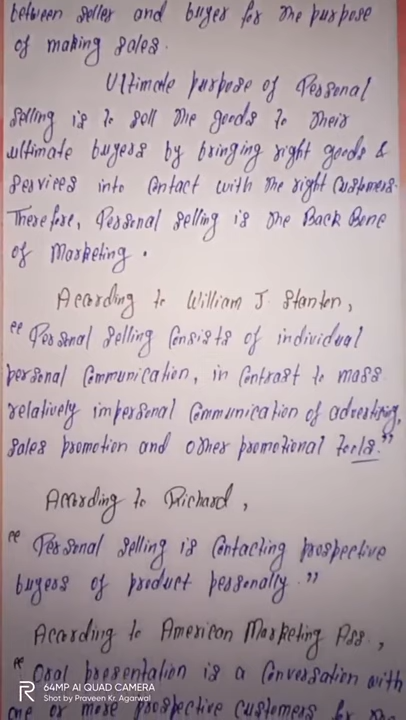 between seller and buyer for the purpose
of making sales.
Ultimate purpose of Personal
selling is to sell the goods to their
ultimate buyers by bringing right goods &
services into contact with the right customers.
Therefore, Personal selling is the Back Bone
of Marketing.
According to William J. Stanton,
"Personal selling consists of individual
personal communication, in contrast to mass
relatively impersonal communication of advertising,
sales promotion and other promotional tools."
According to Richard,
"Personal selling is contacting prospective
buyers of product personally."
According to American Marketing Ass.,
"Oral presentation is a conversation with
one or more prospective customers for the
64MP AI QUAD CAMERA
Shot by Praveen Kr. Agarwal